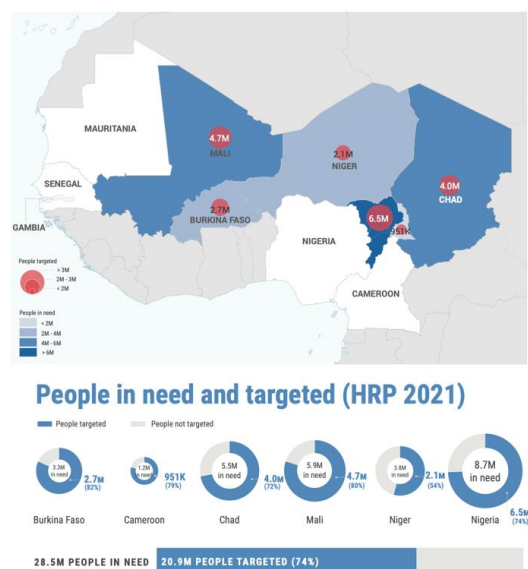 MAURITANIA
4.7M
MALI
2.1M
NIGER
4.0M
CHAD
SENEGAL
2.7M
BURKINA FASO
6.5M
951K
GAMBIA
NIGERIA
CAMEROON
People targeted
> 3M
2M - 3M
< 2M
People in need
< 2M
2M - 4M
4M - 6M
> 6M
People in need and targeted (HRP 2021)
People targeted People not targeted
3.3M
in need
2.7M
(82%)
Burkina Faso
1.2M
in need
951K
(79%)
Cameroon
5.5M
in need
4.0M
(72%)
Chad
5.9M
in need
4.7M
(80%)
Mali
3.8M
in need
2.1M
(54%)
Niger
8.7M
in need
6.5M
(74%)
Nigeria
28.5M PEOPLE IN NEED 20.9M PEOPLE TARGETED (74%)